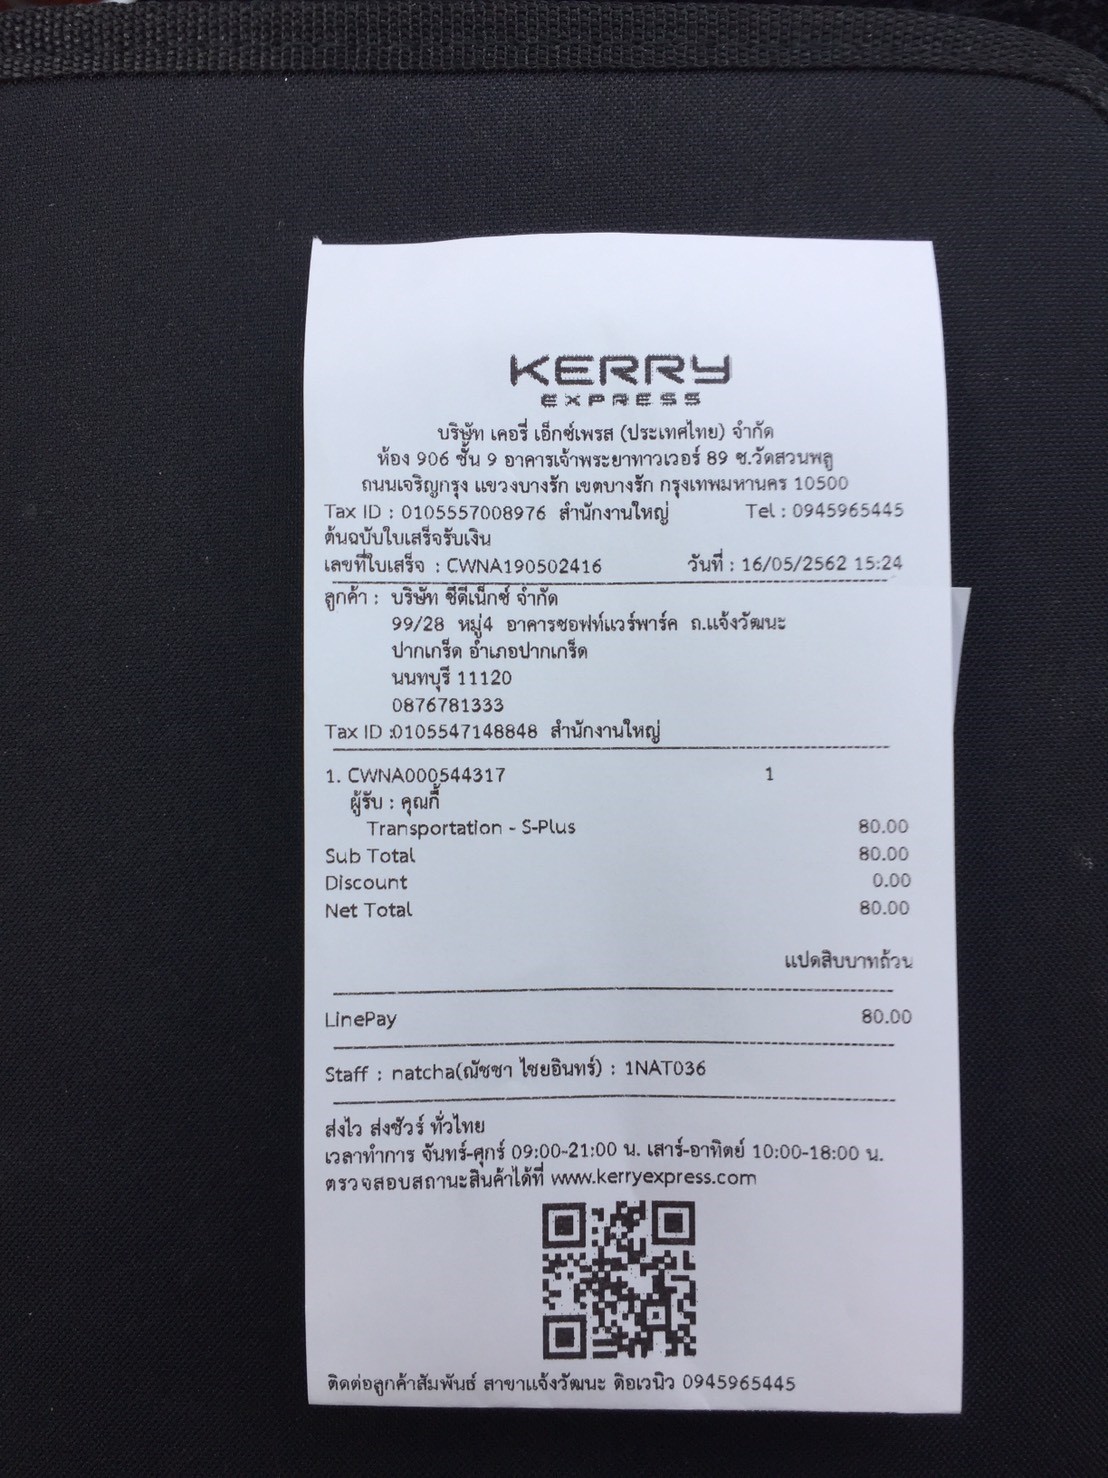 KERRY
EXPRESS
บริษัท เคอรี่ เอ็กซ์เพรส (ประเทศไทย) จำกัด
ห้อง 906 ชั้น 9 อาคารเจ้าพระยาทาวเวอร์ 89 ซ.วัดสวนพลู
ถนนเจริญกรุง แขวงบางรัก เขตบางรัก กรุงเทพมหานคร 10500
Tax ID : 0105557008976 สำนักงานใหญ่ Tel : 0945965445
ต้นฉบับใบเสร็จรับเงิน
เลขที่ใบเสร็จ : CWNA190502416 วันที่ : 16/05/2562 15:24
ลูกค้า : บริษัท ซีดีเน็กซ์ จำกัด
99/28 หมู่4 อาคารซอฟท์แวร์พาร์ค ถ.แจ้งวัฒนะ
ปากเกร็ด อำเภอปากเกร็ด
นนทบุรี 11120
0876781333
Tax ID :0105547148848 สำนักงานใหญ่
1. CWNA000544317 1
ผู้รับ : คุณกี้
Transportation - S-Plus 80.00
Sub Total 80.00
Discount 0.00
Net Total 80.00
แปดสิบบาทถ้วน
LinePay 80.00
Staff : natcha(ณัชชา ไชยอินทร์) : 1NAT036
ส่งไว ส่งชัวร์ ทั่วไทย
เวลาทำการ จันทร์-ศุกร์ 09:00-21:00 น. เสาร์-อาทิตย์ 10:00-18:00 น.
ตรวจสอบสถานะสินค้าได้ที่ www.kerryexpress.com
ติดต่อลูกค้าสัมพันธ์ สาขาแจ้งวัฒนะ ดิอเวนิว 0945965445